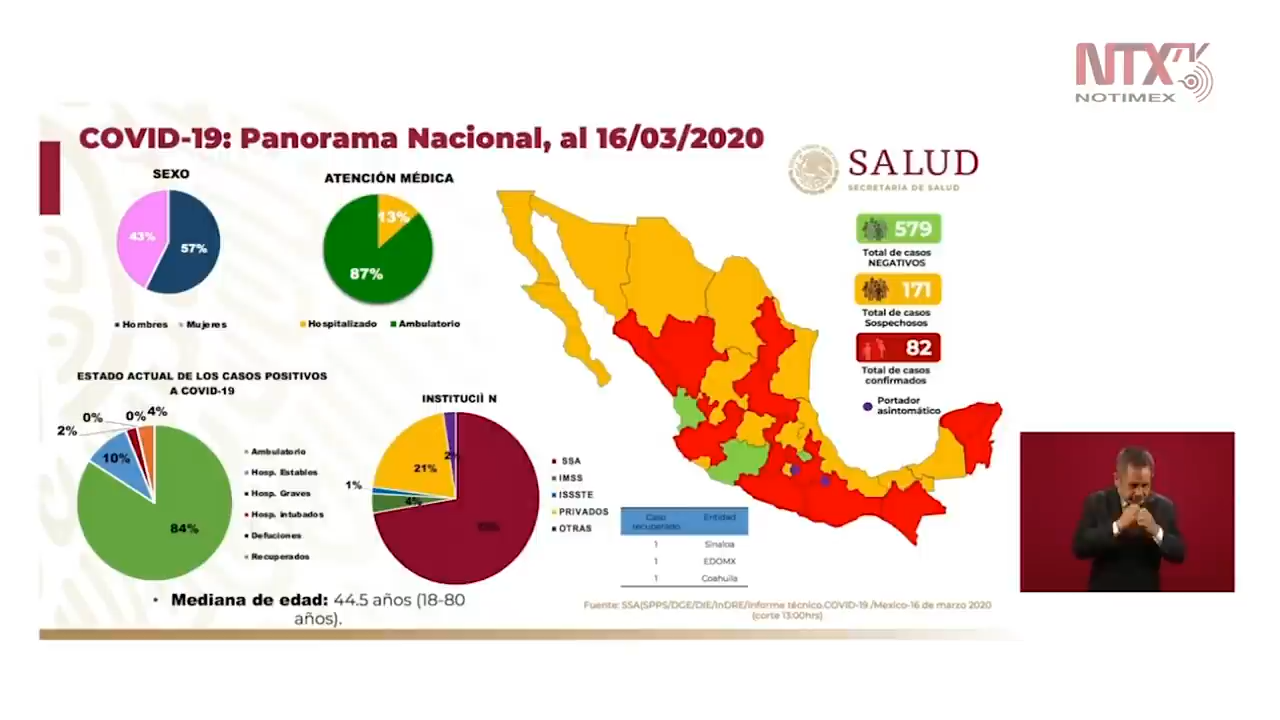 NTX
NOTIMEX
COVID-19: Panorama Nacional, al 16/03/2020
SALUD
SECRETARÍA DE SALUD
SEXO
43%
57%
Hombres
Mujeres
ATENCIÓN MÉDICA
13%
87%
Hospitalizado
Ambulatorio
579
Total de casos
NEGATIVOS
171
Total de casos
Sospechosos
82
Total de casos
confirmados
Portador
asintomático
ESTADO ACTUAL DE LOS CASOS POSITIVOS
A COVID-19
0%
0%
4%
2%
10%
84%
Ambulatorio
Hosp. Estables
Hosp. Graves
Hosp. intubados
Defuciones
Recuperados
INSTITUCIÌ N
2%
21%
1%
4%
SSA
IMSS
ISSSTE
PRIVADOS
OTRAS
Caso
recuperado
Entidad
1
Sinaloa
1
EDOMX
1
Coahuila
• Mediana de edad: 44.5 años (18-80
años).
Fuente: SSA(SPPS/DGE/DIE/InDRE/Informe técnico.COVID-19 /Mexico-16 de marzo 2020
(corte 13:00hrs)